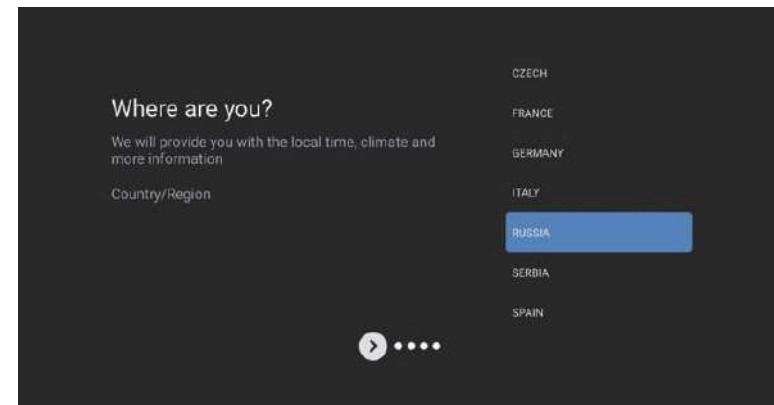 Where are you?
We will provide you with the local time, climate and
more information
Country/Region
CZECH
FRANCE
GERMANY
ITALY
RUSSIA
SERBIA
SPAIN